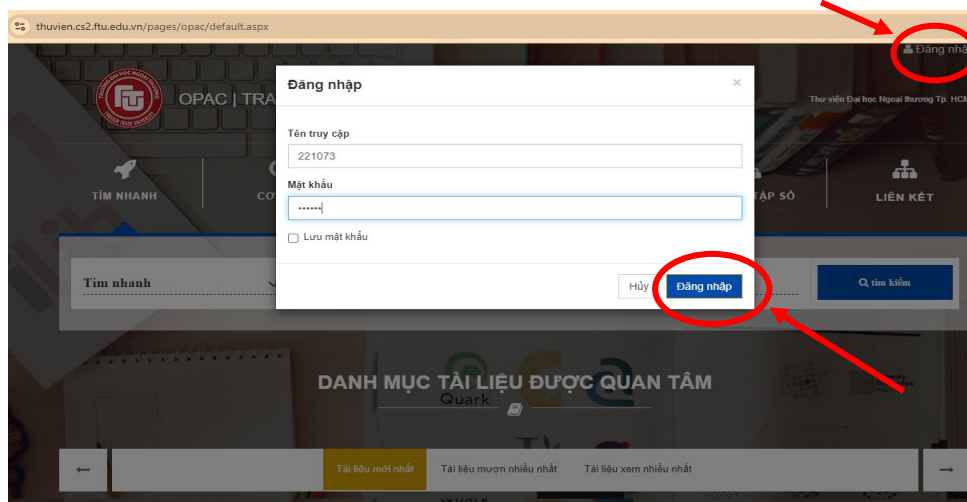 thuvien.cs2.ftu.edu.vn/pages/opac/default.aspx
Đăng nhậ
OPAC | TRA
Thư viện Đại học Ngoại thương Tp. HCM
Đăng nhập
×
Tên truy cập
221073
Mật khẩu
••••••
Lưu mật khẩu
Hủy
Đăng nhập
TÌM NHANH
CƠ
TẬP SỐ
LIÊN KẾT
Tìm nhanh
tìm kiếm
DANH MỤC TÀI LIỆU ĐƯỢC QUAN TÂM
Quark
Tài liệu mới nhất
Tài liệu mượn nhiều nhất
Tài liệu xem nhiều nhất